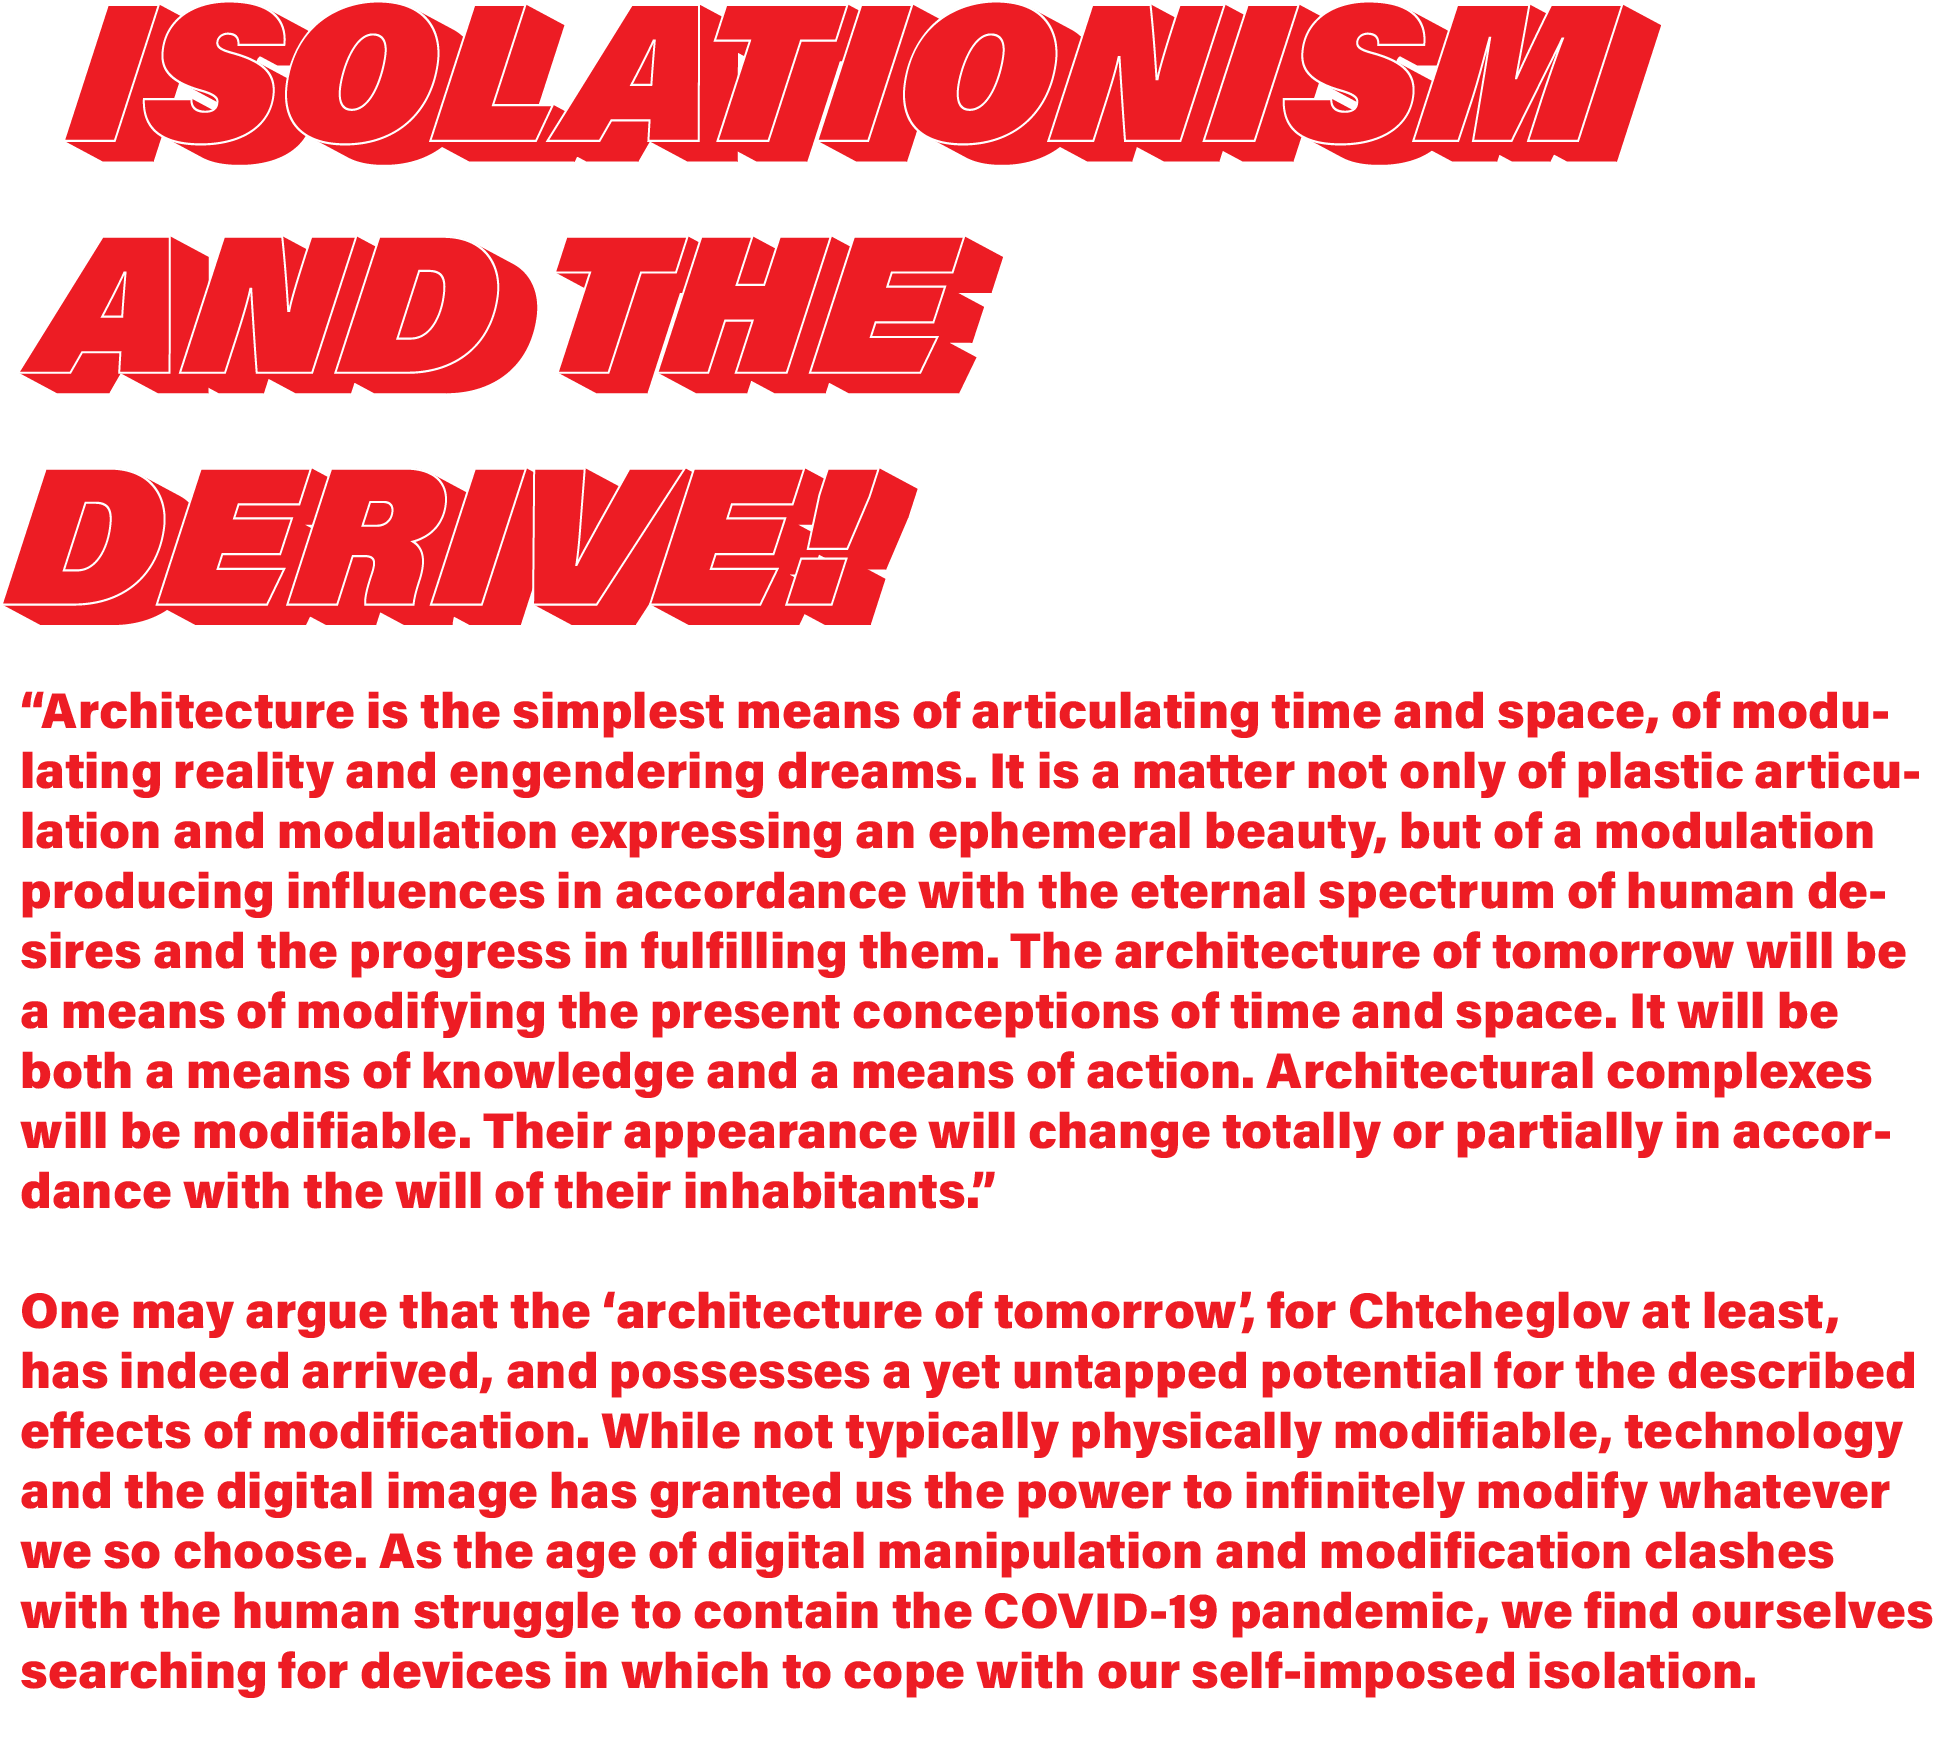 ISOLATIONISM
AND THE
DERIVE!
“Architecture is the simplest means of articulating time and space, of modu-
lating reality and engendering dreams. It is a matter not only of plastic articu-
lation and modulation expressing an ephemeral beauty, but of a modulation
producing influences in accordance with the eternal spectrum of human de-
sires and the progress in fulfilling them. The architecture of tomorrow will be
a means of modifying the present conceptions of time and space. It will be
both a means of knowledge and a means of action. Architectural complexes
will be modifiable. Their appearance will change totally or partially in accor-
dance with the will of their inhabitants.”
One may argue that the ‘architecture of tomorrow’, for Chtcheglov at least,
has indeed arrived, and possesses a yet untapped potential for the described
effects of modification. While not typically physically modifiable, technology
and the digital image has granted us the power to infinitely modify whatever
we so choose. As the age of digital manipulation and modification clashes
with the human struggle to contain the COVID-19 pandemic, we find ourselves
searching for devices in which to cope with our self-imposed isolation.